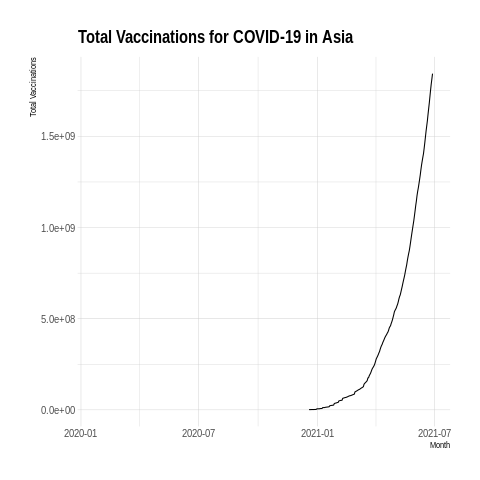 Total Vaccinations for COVID-19 in Asia
Total Vaccinations
1.5e+09
1.0e+09
5.0e+08
0.0e+00
2020-01 2020-07 2021-01 2021-07
Month